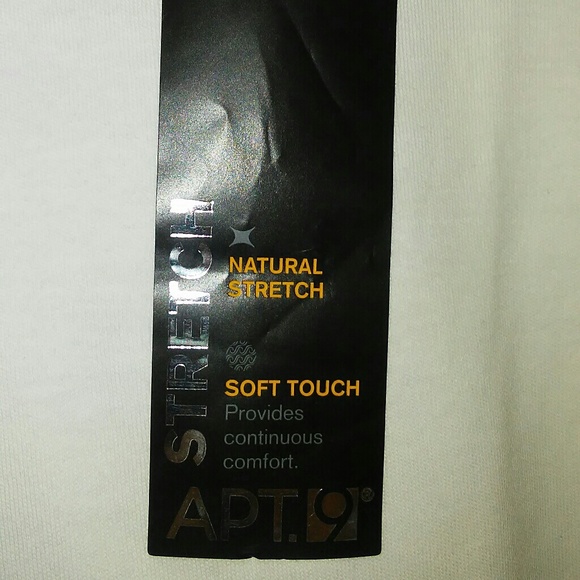 STRETCH
NATURAL
STRETCH
SOFT TOUCH
Provides
continuous
comfort.
APT.9®